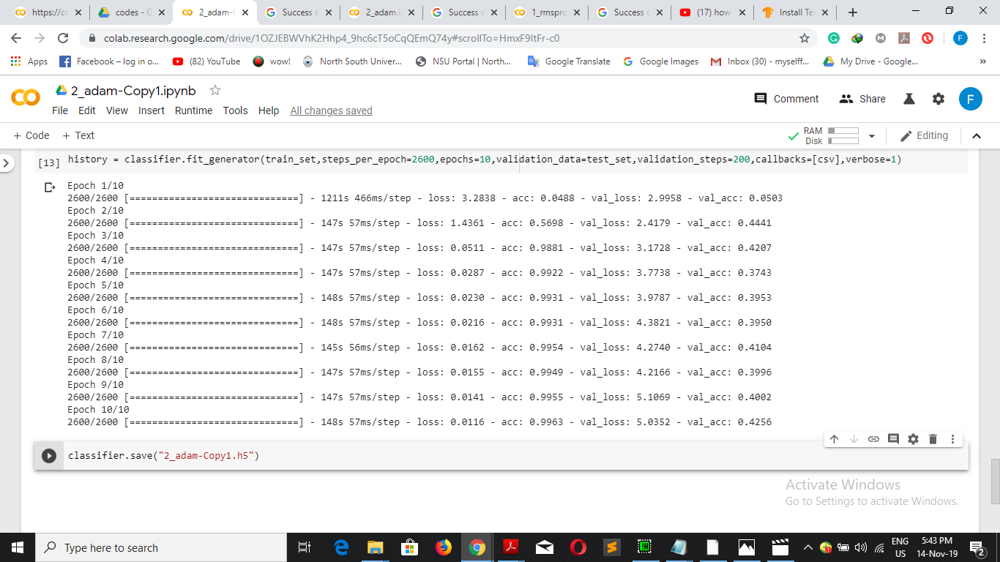 https://cc
codes - G
2_adam-C
Success c
2_adam.i
Success c
1_rmspro
Success c
(17) how
Install Te
colab.research.google.com/drive/1OZJEBWVhK2Hhp4_9hc6cT5oCqQEmQ74y#scrollTo=HmxF9ItFr-c0
F
Apps
Facebook – log in o...
(82) YouTube
wow!
North South Univer...
NSU Portal | North...
Google Translate
Google Images
Inbox (30) - myselff...
My Drive - Google...
»
2_adam-Copy1.ipynb
Comment
Share
F
File Edit View Insert Runtime Tools Help All changes saved
+ Code + Text
RAM
Disk
Editing
[13] history = classifier.fit_generator(train_set,steps_per_epoch=2600,epochs=10,validation_data=test_set,validation_steps=200,callbacks=[csv],verbose=1)
Epoch 1/10
2600/2600 [==============================] - 1211s 466ms/step - loss: 3.2838 - acc: 0.0488 - val_loss: 2.9958 - val_acc: 0.0503
Epoch 2/10
2600/2600 [==============================] - 147s 57ms/step - loss: 1.4361 - acc: 0.5698 - val_loss: 2.4179 - val_acc: 0.4441
Epoch 3/10
2600/2600 [==============================] - 147s 57ms/step - loss: 0.0511 - acc: 0.9881 - val_loss: 3.1728 - val_acc: 0.4207
Epoch 4/10
2600/2600 [==============================] - 147s 57ms/step - loss: 0.0287 - acc: 0.9922 - val_loss: 3.7738 - val_acc: 0.3743
Epoch 5/10
2600/2600 [==============================] - 148s 57ms/step - loss: 0.0230 - acc: 0.9931 - val_loss: 3.9787 - val_acc: 0.3953
Epoch 6/10
2600/2600 [==============================] - 148s 57ms/step - loss: 0.0216 - acc: 0.9931 - val_loss: 4.3821 - val_acc: 0.3950
Epoch 7/10
2600/2600 [==============================] - 145s 56ms/step - loss: 0.0162 - acc: 0.9954 - val_loss: 4.2740 - val_acc: 0.4104
Epoch 8/10
2600/2600 [==============================] - 147s 57ms/step - loss: 0.0155 - acc: 0.9949 - val_loss: 4.2166 - val_acc: 0.3996
Epoch 9/10
2600/2600 [==============================] - 147s 57ms/step - loss: 0.0141 - acc: 0.9955 - val_loss: 5.1069 - val_acc: 0.4002
Epoch 10/10
2600/2600 [==============================] - 148s 57ms/step - loss: 0.0116 - acc: 0.9963 - val_loss: 5.0352 - val_acc: 0.4256
classifier.save("2_adam-Copy1.h5")
Activate Windows
Go to Settings to activate Windows.
Type here to search
ENG
US
5:43 PM
14-Nov-19
2